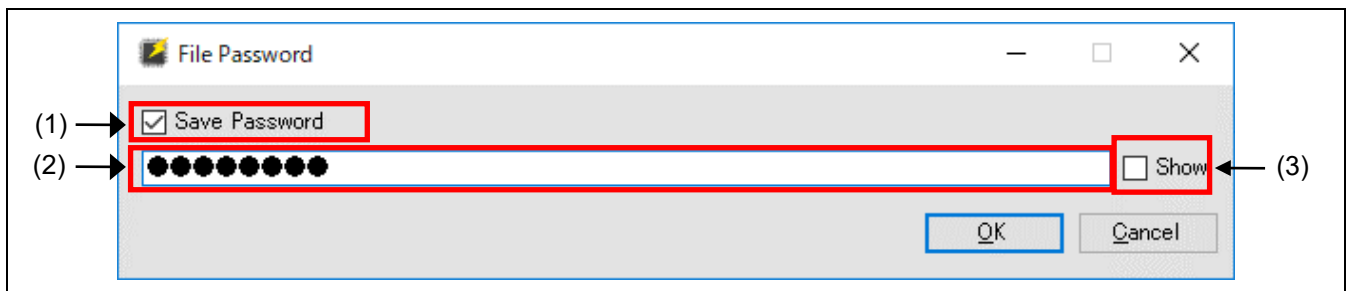 File Password
(1) Save Password
(2) ●●●●●●●● Show (3)
OK Cancel